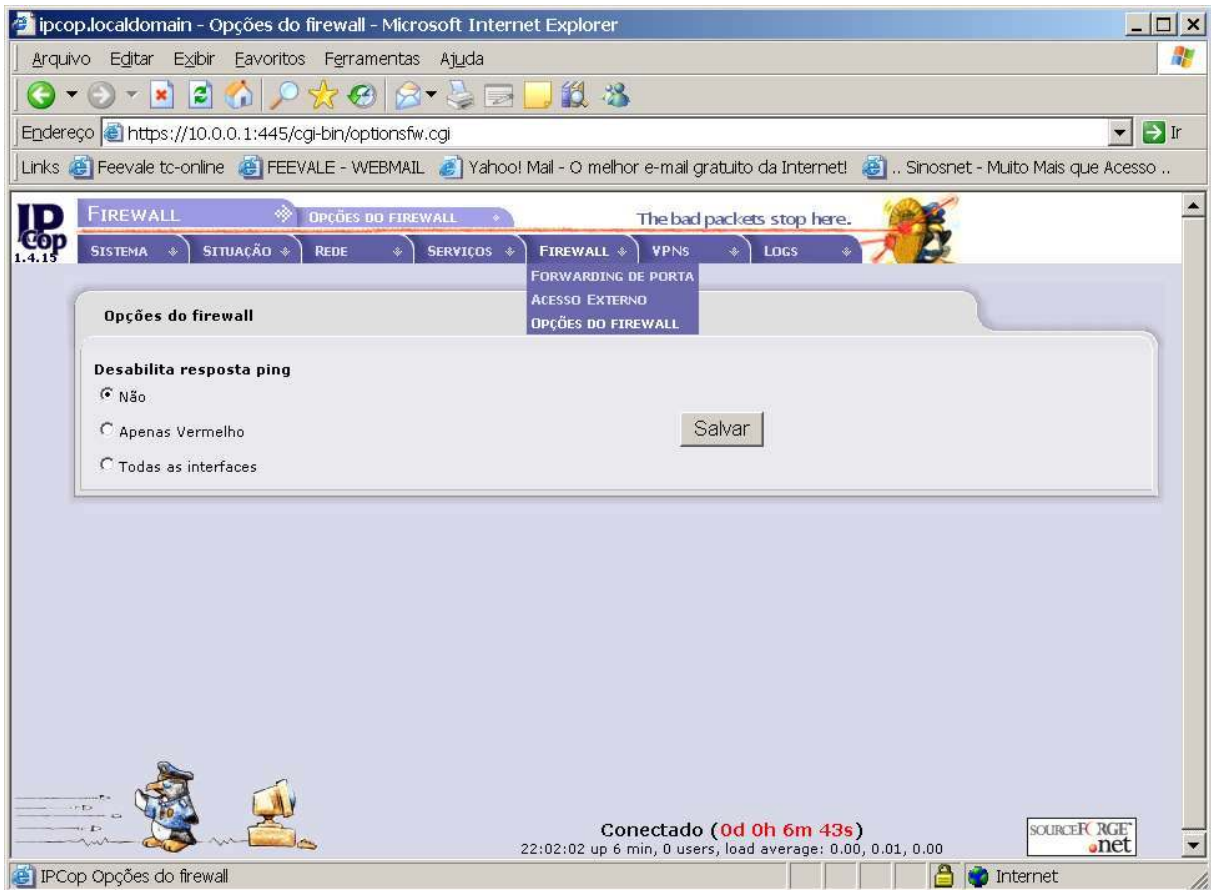 ipcop.localdomain - Opções do firewall - Microsoft Internet Explorer
Arquivo Editar Exibir Favoritos Ferramentas Ajuda
Endereço https://10.0.0.1:445/cgi-bin/optionsfw.cgi Ir
Links Feevale tc-online FEEVALE - WEBMAIL Yahoo! Mail - O melhor e-mail gratuito da Internet! .. Sinosnet - Muito Mais que Acesso ..
IPCop
1.4.15
FIREWALL OPÇÕES DO FIREWALL The bad packets stop here.
SISTEMA SITUAÇÃO REDE SERVIÇOS FIREWALL VPNS LOGS
FORWARDING DE PORTA
ACESSO EXTERNO
OPÇÕES DO FIREWALL
Opções do firewall
Desabilita resposta ping
Não
Apenas Vermelho
Todas as interfaces
Salvar
Conectado (0d 0h 6m 43s)
22:02:02 up 6 min, 0 users, load average: 0.00, 0.01, 0.00
SOURCEFORGE
.net
IPCop Opções do firewall Internet